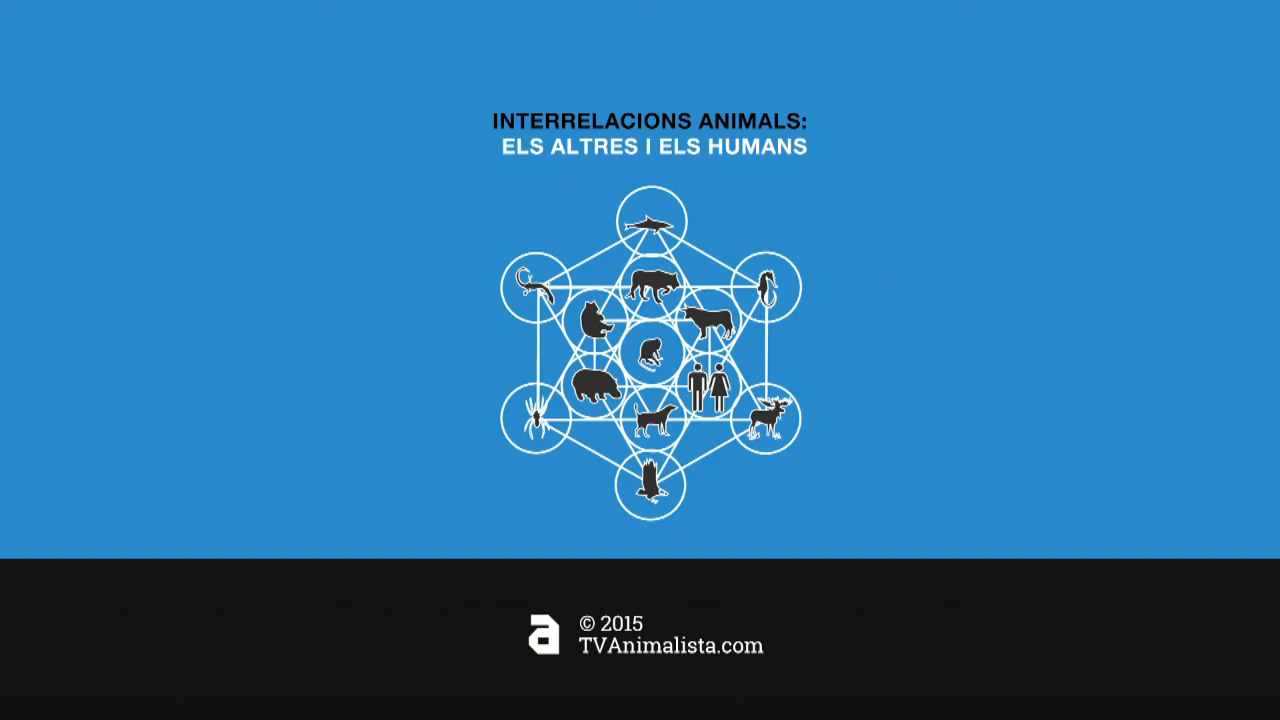 INTERRELACIONS ANIMALS:
ELS ALTRES I ELS HUMANS
a
© 2015
TVAnimalista.com